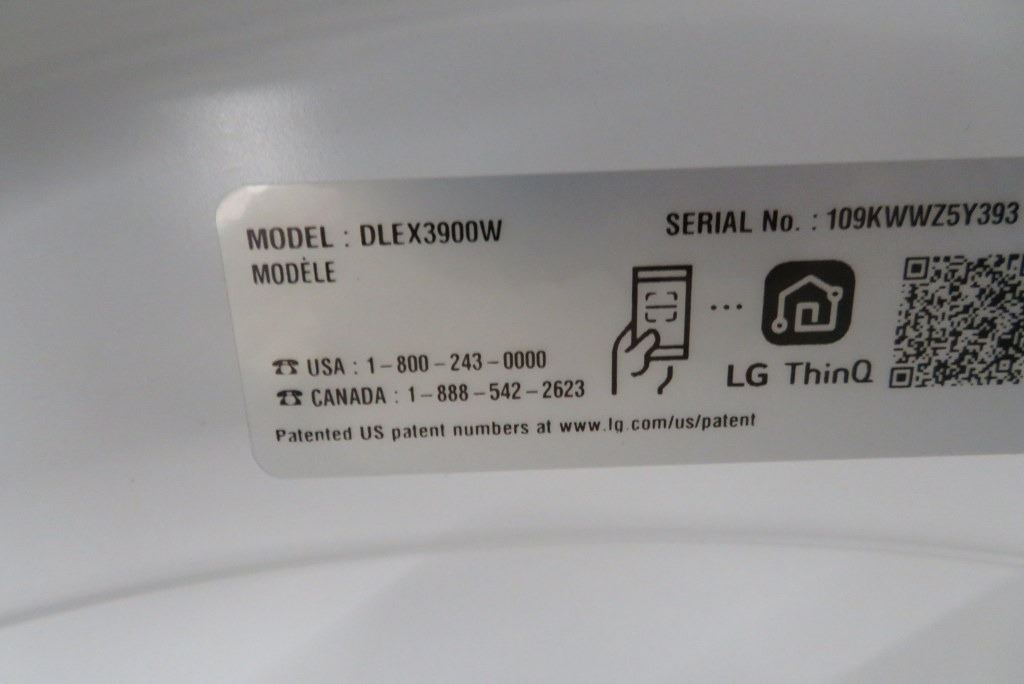 MODEL : DLEX3900W
MODÈLE
SERIAL No. : 109KWWZ5Y393
☎ USA : 1-800-243-0000
☎ CANADA : 1-888-542-2623
LG ThinQ
Patented US patent numbers at www.lg.com/us/patent